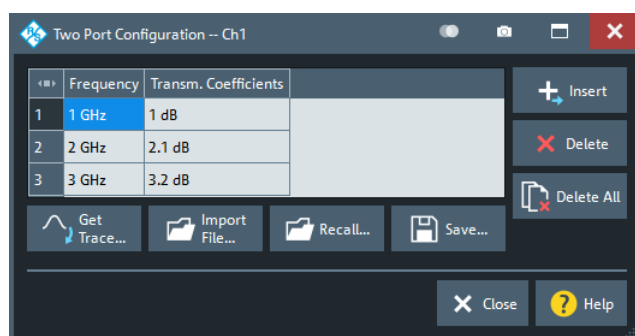 Two Port Configuration -- Ch1
Frequency Transm. Coefficients
1 1 GHz 1 dB
2 2 GHz 2.1 dB
3 3 GHz 3.2 dB
Insert
Delete
Delete All
Get
Trace...
Import
File...
Recall...
Save...
Close
? Help